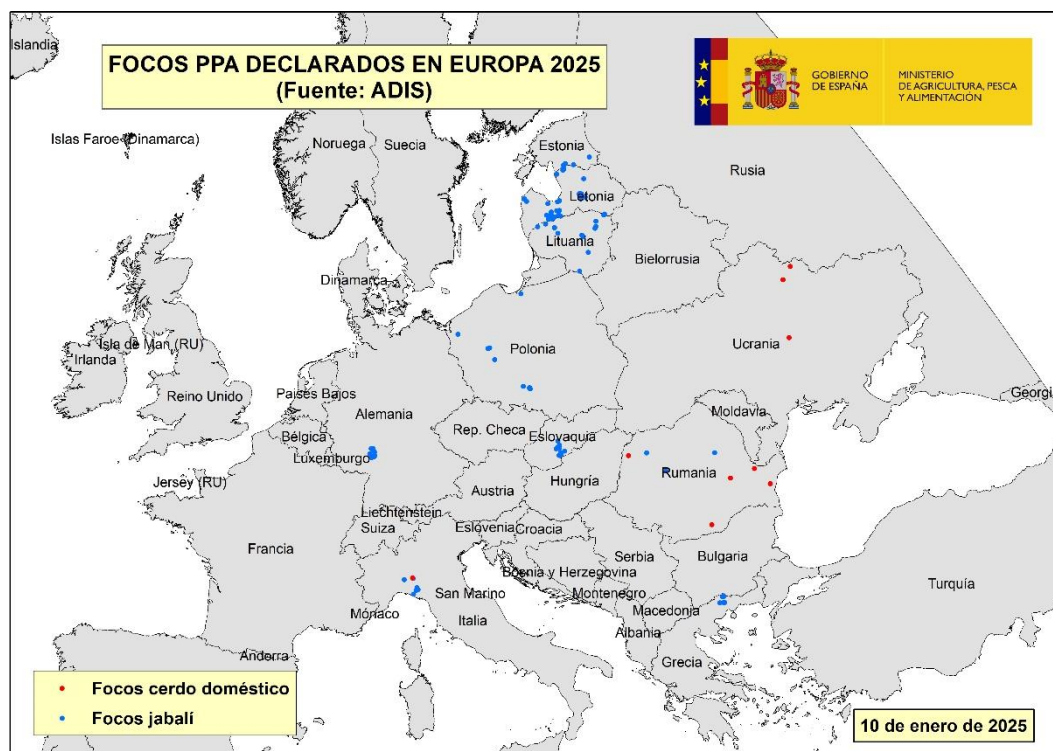 Islandia
FOCOS PPA DECLARADOS EN EUROPA 2025
(Fuente: ADIS)
GOBIERNO
DE ESPAÑA
MINISTERIO
DE AGRICULTURA, PESCA
Y ALIMENTACIÓN
Islas Faroe (Dinamarca)
Noruega
Suecia
Estonia
Rusia
Letonia
Lituania
Bielorrusia
Dinamarca
Isla de Man (RU)
Irlanda
Reino Unido
Países Bajos
Polonia
Ucrania
Alemania
Bélgica
Luxemburgo
Rep. Checa
Eslovaquia
Moldavia
Georgi
Jersey (RU)
Austria
Hungría
Rumania
Liechtenstein
Suiza
Francia
Eslovenia
Croacia
Serbia
Bosnia y Herzegovina
Bulgaria
Montenegro
San Marino
Mónaco
Italia
Macedonia
Albania
Turquía
Andorra
Grecia
Focos cerdo doméstico
Focos jabalí
10 de enero de 2025